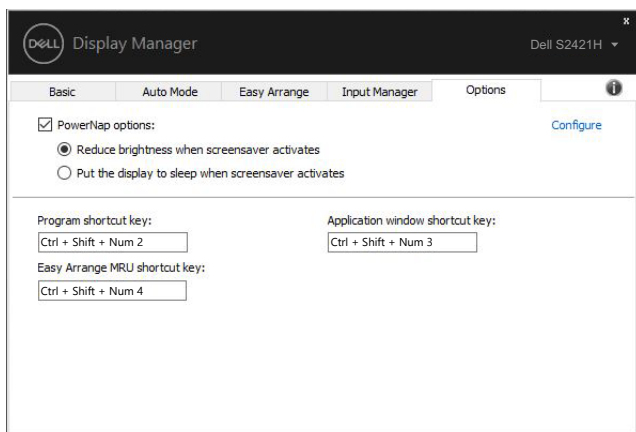 x
DELL Display Manager
Dell S2421H
Basic Auto Mode Easy Arrange Input Manager Options
PowerNap options: Configure
Reduce brightness when screensaver activates
Put the display to sleep when screensaver activates
Program shortcut key: Application window shortcut key:
Ctrl + Shift + Num 2 Ctrl + Shift + Num 3
Easy Arrange MRU shortcut key:
Ctrl + Shift + Num 4